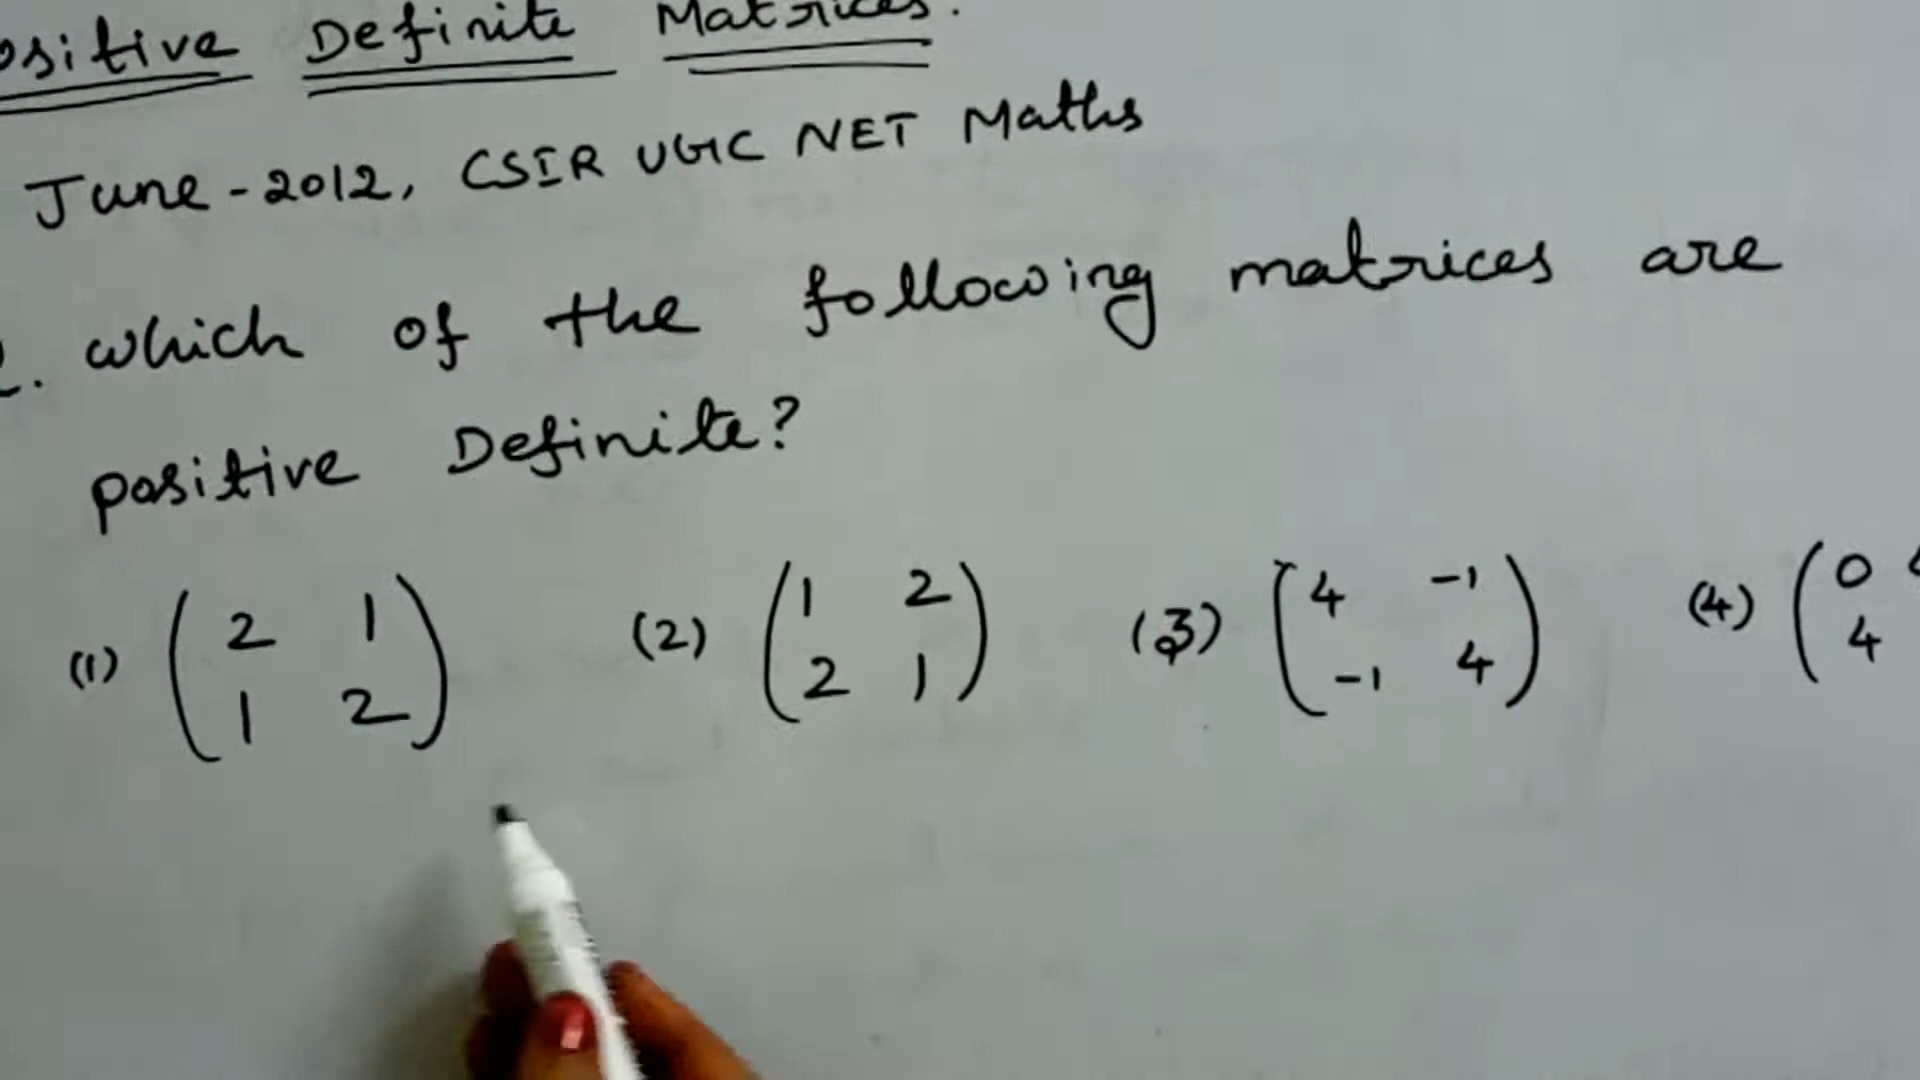 ositive Definite Matrices.
June-2012, CSIR UGC NET Maths
which of the following matrices are
positive Definite?
(1) ( 2 1 (2) ( 1 2 (3) ( 4 -1 (4) ( 0
1 2 ) 2 1 ) -1 4 ) 4